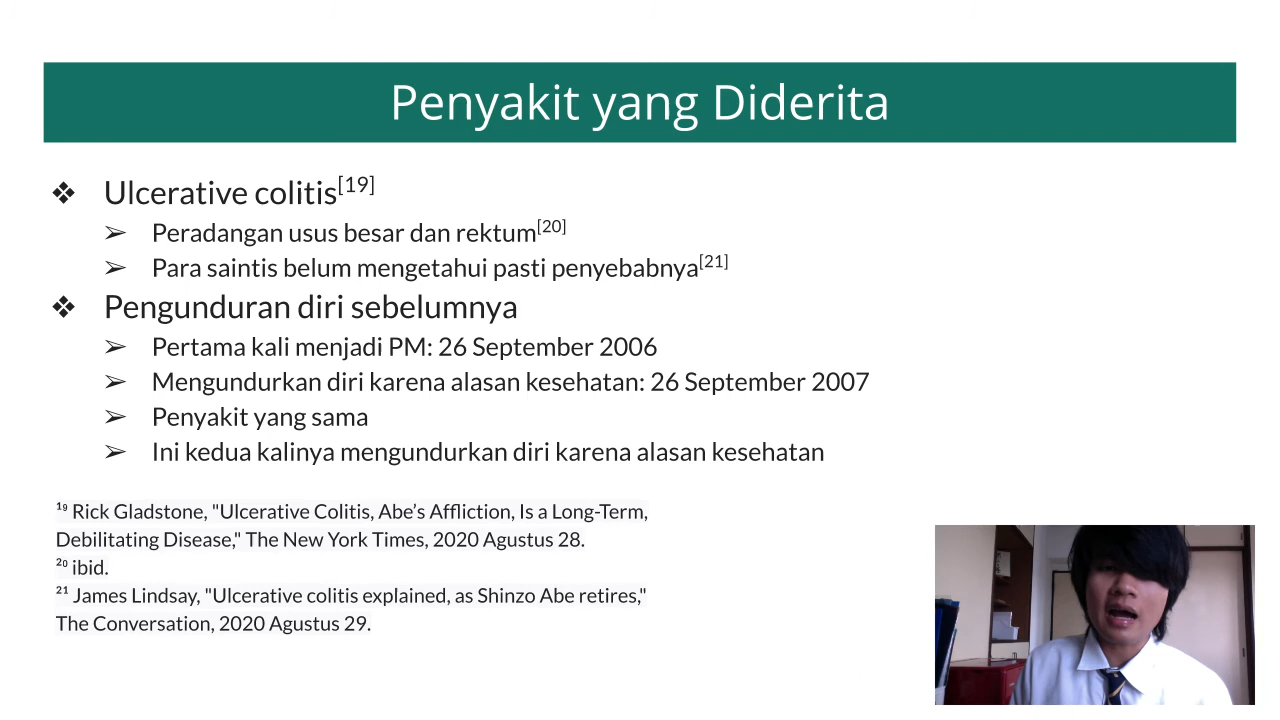 Penyakit yang Diderita
❖ Ulcerative colitis[19]
➢ Peradangan usus besar dan rektum[20]
➢ Para saintis belum mengetahui pasti penyebabnya[21]
❖ Pengunduran diri sebelumnya
➢ Pertama kali menjadi PM: 26 September 2006
➢ Mengundurkan diri karena alasan kesehatan: 26 September 2007
➢ Penyakit yang sama
➢ Ini kedua kalinya mengundurkan diri karena alasan kesehatan
¹⁹ Rick Gladstone, "Ulcerative Colitis, Abe’s Affliction, Is a Long-Term,
Debilitating Disease," The New York Times, 2020 Agustus 28.
²⁰ ibid.
²¹ James Lindsay, "Ulcerative colitis explained, as Shinzo Abe retires,"
The Conversation, 2020 Agustus 29.